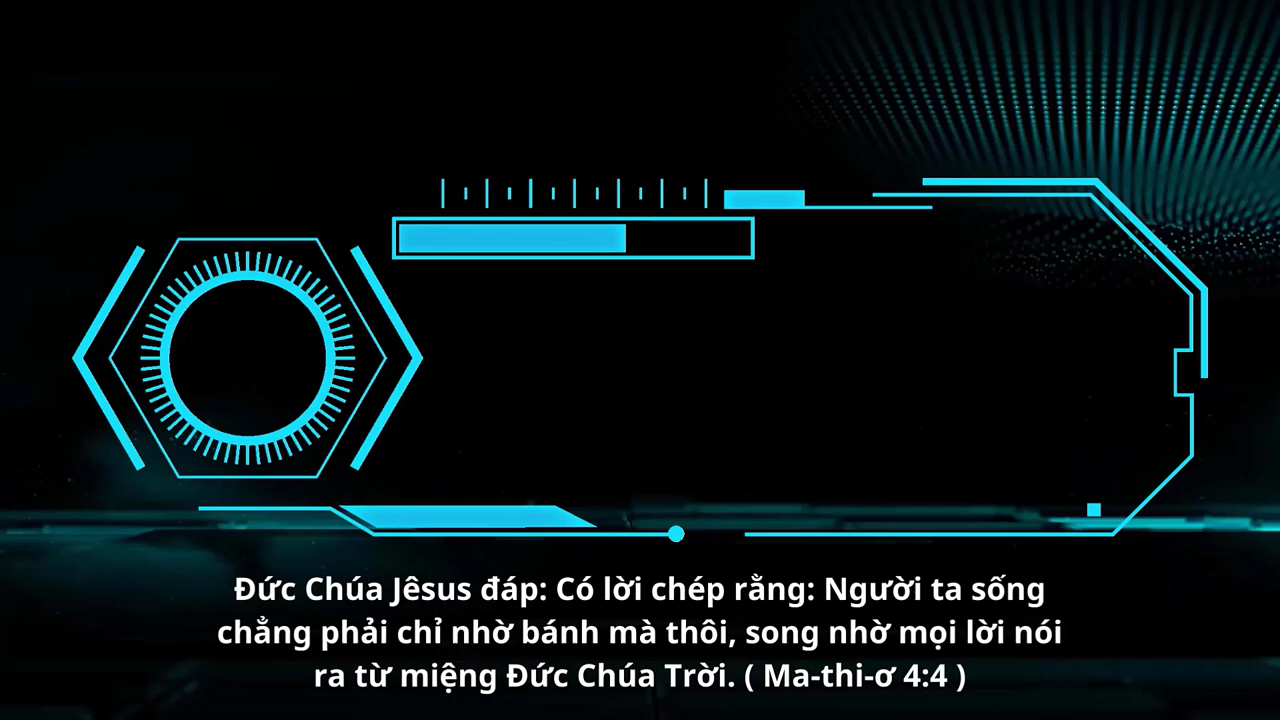 Đức Chúa Jêsus đáp: Có lời chép rằng: Người ta sống
chẳng phải chỉ nhờ bánh mà thôi, song nhờ mọi lời nói
ra từ miệng Đức Chúa Trời. ( Ma-thi-ơ 4:4 )